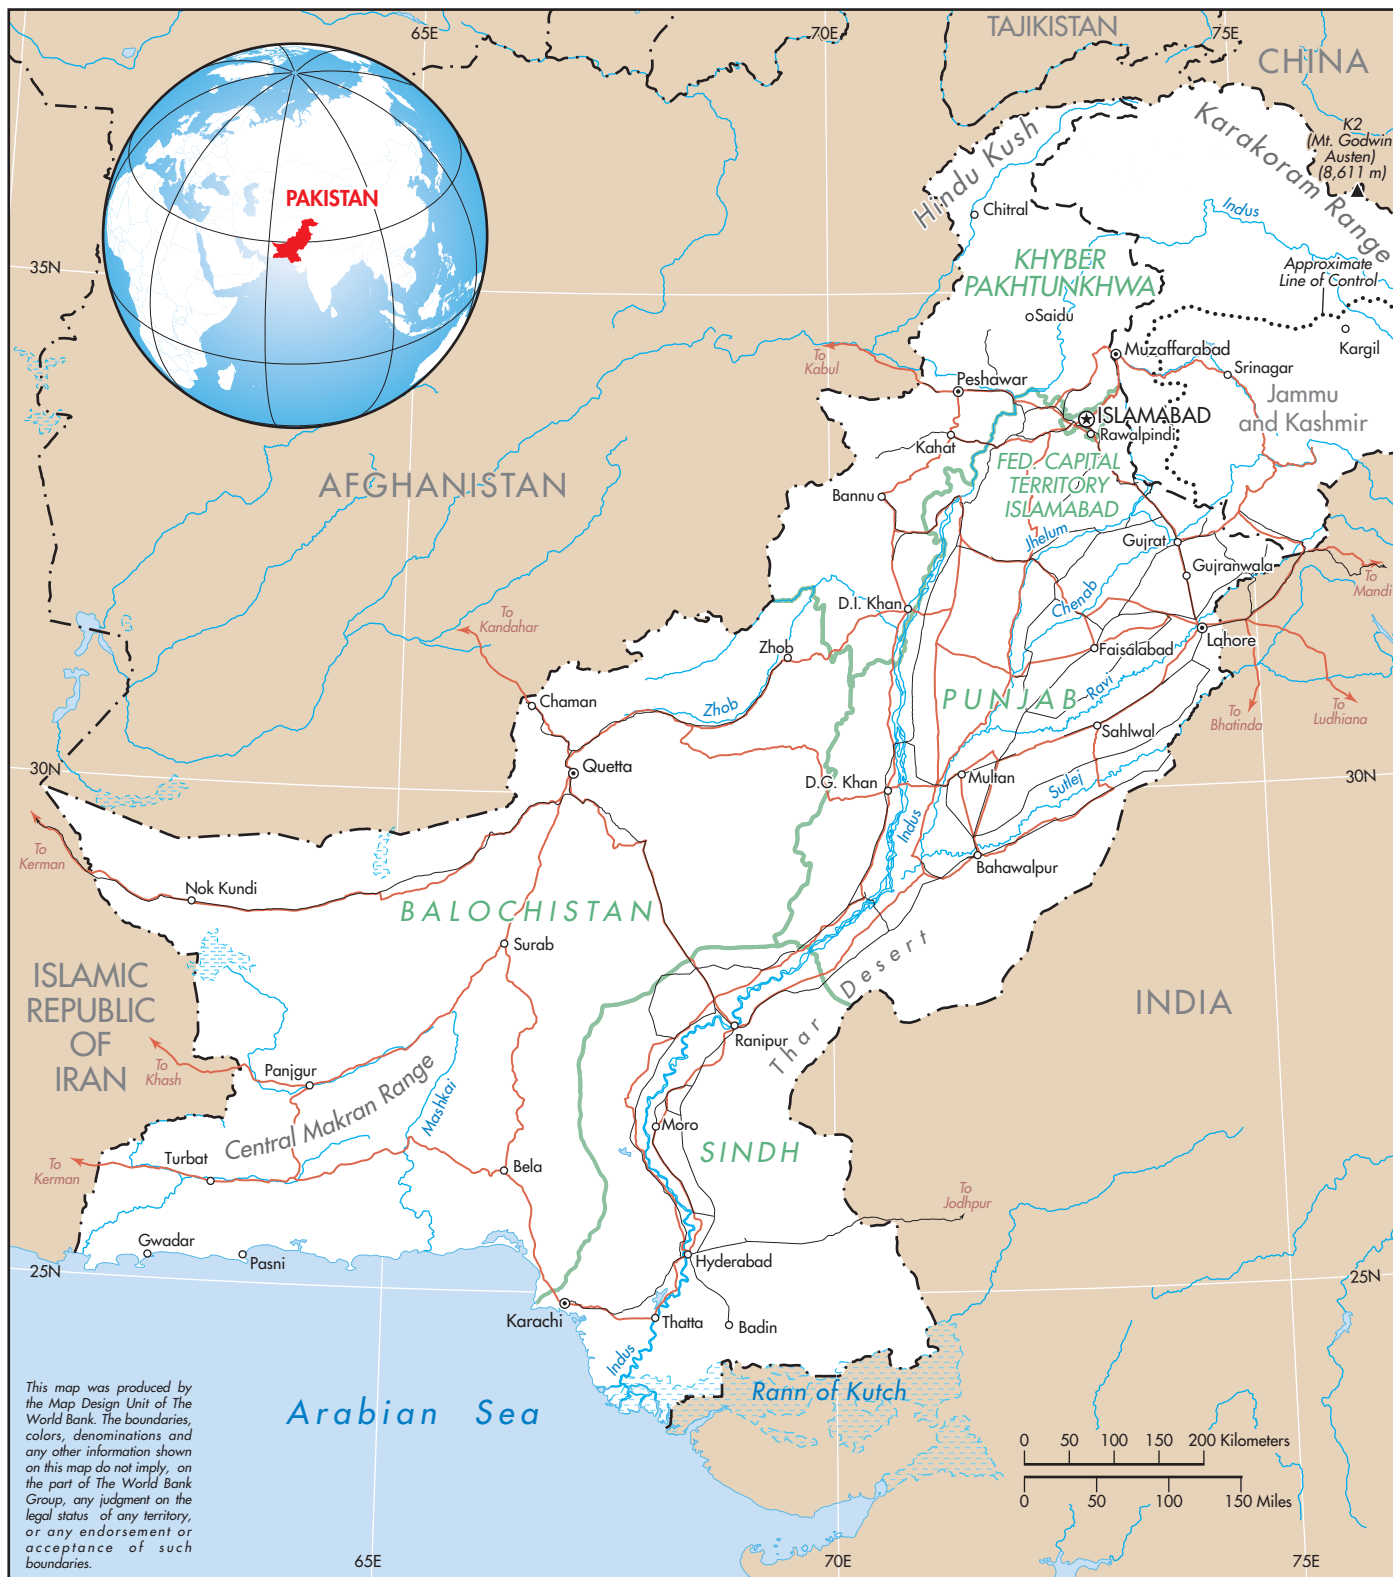 65E
70E
75E
TAJIKISTAN
CHINA
K2
(Mt. Godwin
Austen)
(8,611 m)
Karakoram Range
Hindu Kush
PAKISTAN
Chitral
Indus
35N
KHYBER
PAKHTUNKHWA
Approximate
Line of Control
Saidu
Kargil
To
Kabul
Muzaffarabad
Srinagar
Peshawar
Jammu
and Kashmir
ISLAMABAD
Rawalpindi
Kahat
FED. CAPITAL
TERRITORY
ISLAMABAD
AFGHANISTAN
Bannu
Jhelum
Gujrat
Gujranwala
To
Mandi
Chenab
D.I. Khan
To
Kandahar
Zhob
Faisalabad
Lahore
Ravi
PUNJAB
Chaman
Zhob
To
Bhatinda
To
Ludhiana
Sahlwal
30N
Quetta
D.G. Khan
Multan
Sutlej
30N
Indus
To
Kerman
Bahawalpur
Nok Kundi
BALOCHISTAN
Surab
Thar Desert
ISLAMIC
REPUBLIC
OF
IRAN
INDIA
Ranipur
To
Khash
Panjgur
Central Makran Range
Mashkai
Moro
SINDH
To
Kerman
Turbat
Bela
To
Jodhpur
Gwadar
Pasni
Hyderabad
25N
25N
Karachi
Thatta
Badin
Indus
Rann of Kutch
Arabian Sea
This map was produced by
the Map Design Unit of The
World Bank. The boundaries,
colors, denominations and
any other information shown
on this map do not imply, on
the part of The World Bank
Group, any judgment on the
legal status of any territory,
or any endorsement or
acceptance of such
boundaries.
0 50 100 150 200 Kilometers
0 50 100 150 Miles
65E
70E
75E